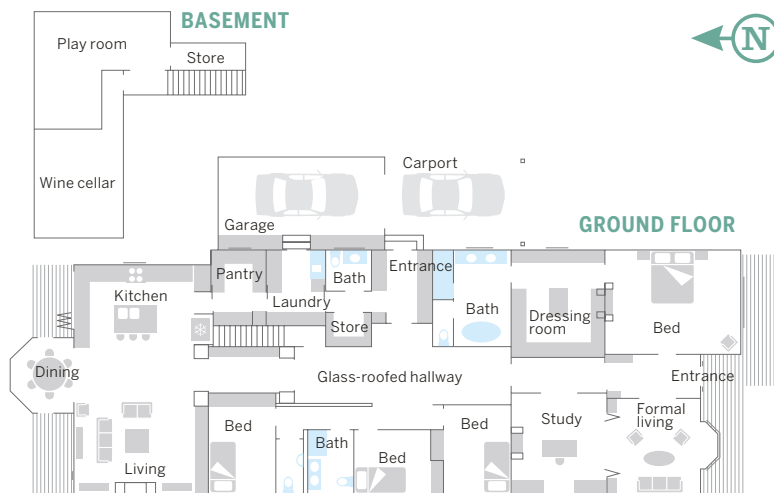 BASEMENT
Play room
Store
Wine cellar
N
Carport
Garage
GROUND FLOOR
Pantry
Laundry
Bath
Store
Entrance
Bath
Dressing
room
Bed
Kitchen
Dining
Glass-roofed hallway
Entrance
Bed
Bath
Bed
Bed
Study
Formal
living
Living